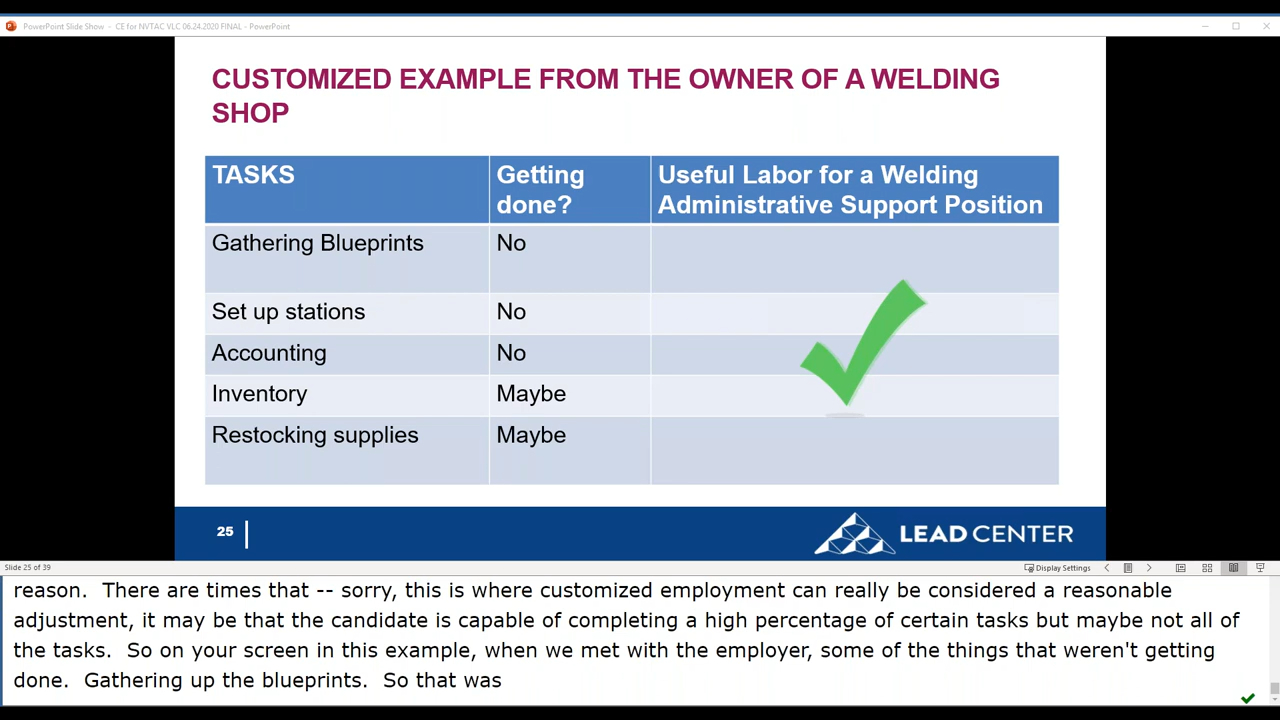 PowerPoint Slide Show - CE for NVTAC VLC 06.24.2020 FINAL - PowerPoint
CUSTOMIZED EXAMPLE FROM THE OWNER OF A WELDING
SHOP
TASKS
Getting
done?
Useful Labor for a Welding
Administrative Support Position
Gathering Blueprints
No
Set up stations
No
Accounting
No
Inventory
Maybe
Restocking supplies
Maybe
25
LEAD CENTER
Slide 25 of 39
Display Settings
reason. There are times that -- sorry, this is where customized employment can really be considered a reasonable
adjustment, it may be that the candidate is capable of completing a high percentage of certain tasks but maybe not all of
the tasks. So on your screen in this example, when we met with the employer, some of the things that weren't getting
done. Gathering up the blueprints. So that was